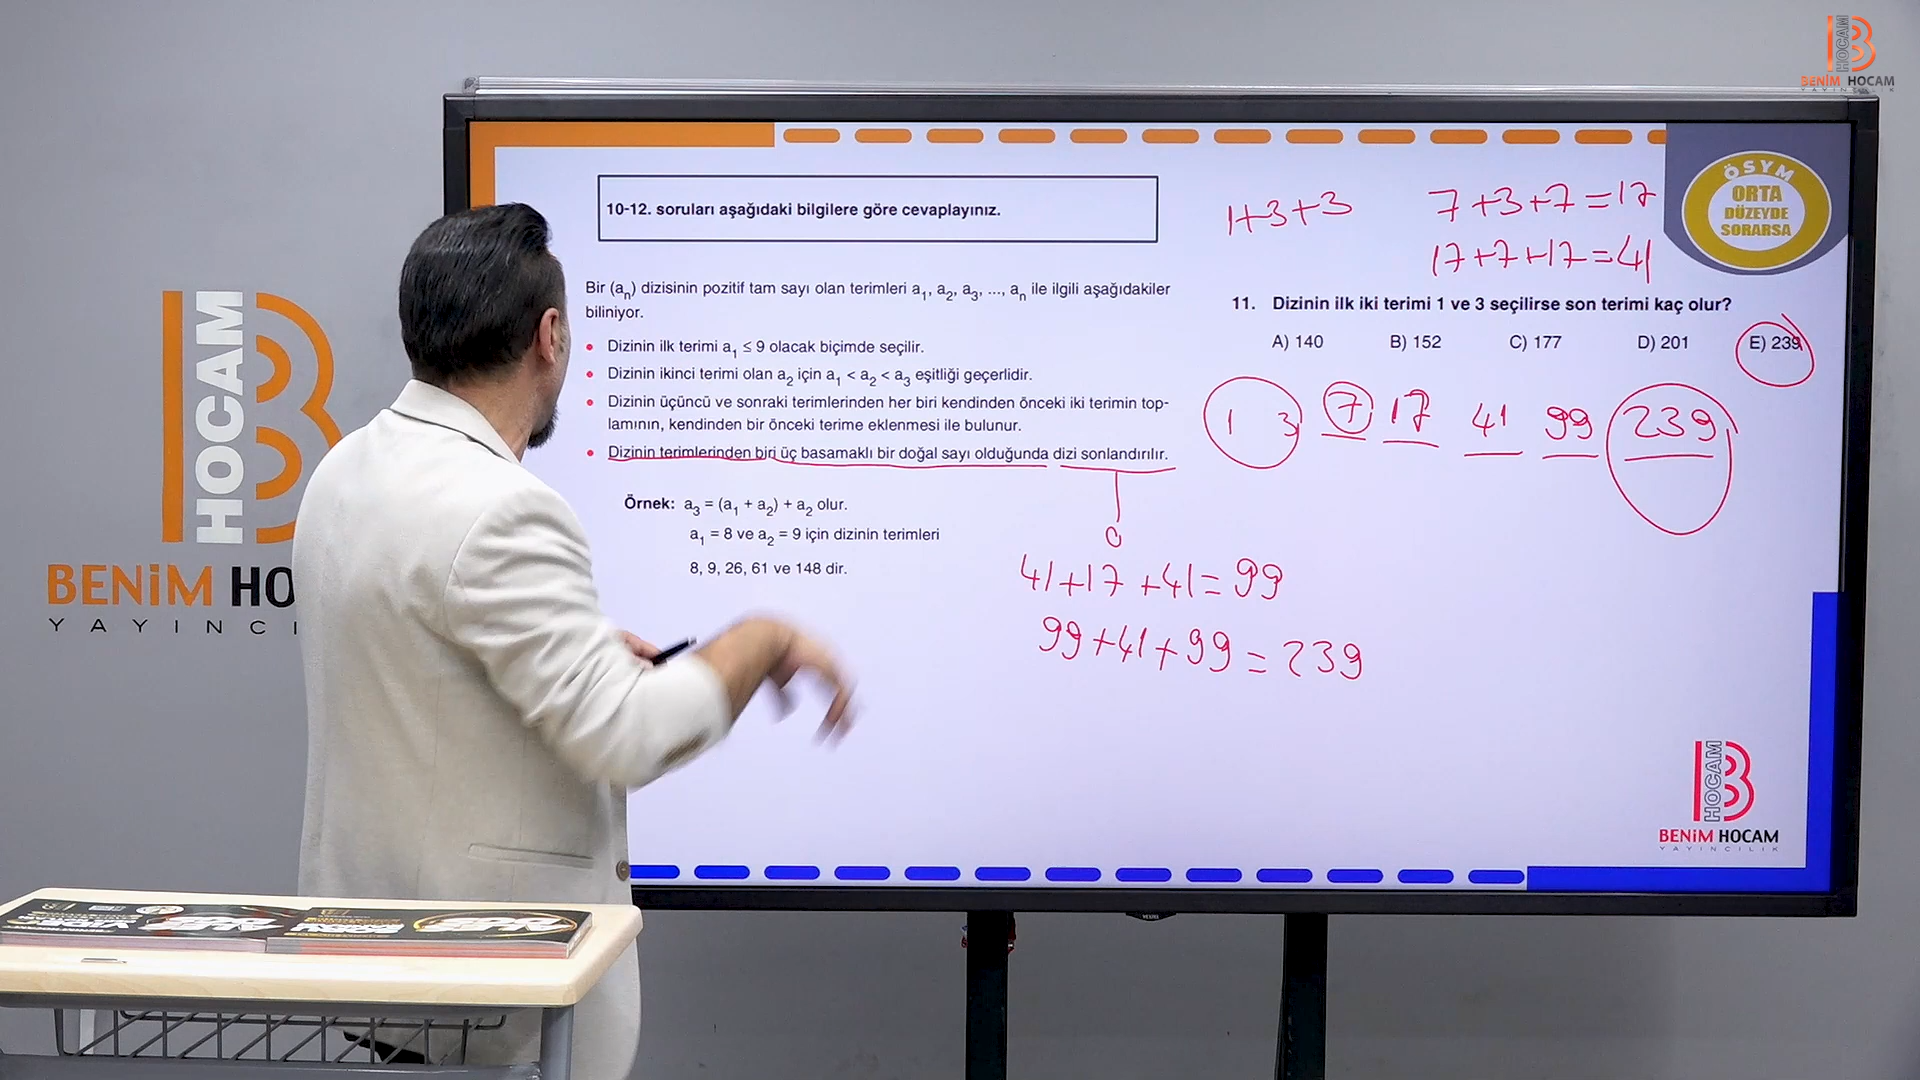 B
HOCAM
BENİM HOCAM
YAYINCILIK
HOCAM
BENİM HO
YAYINCI
10-12. soruları aşağıdaki bilgilere göre cevaplayınız.
Bir (aₙ) dizisinin pozitif tam sayı olan terimleri a₁, a₂, a₃, ..., aₙ ile ilgili aşağıdakiler
biliniyor.
• Dizinin ilk terimi a₁ ≤ 9 olacak biçimde seçilir.
• Dizinin ikinci terimi olan a₂ için a₁ < a₂ < a₃ eşitliği geçerlidir.
• Dizinin üçüncü ve sonraki terimlerinden her biri kendinden önceki iki terimin top-
lamının, kendinden bir önceki terime eklenmesi ile bulunur.
• Dizinin terimlerinden biri üç basamaklı bir doğal sayı olduğunda dizi sonlandırılır.
Örnek: a₃ = (a₁ + a₂) + a₂ olur.
a₁ = 8 ve a₂ = 9 için dizinin terimleri
8, 9, 26, 61 ve 148 dir.
41+17+41=99
99+41+99=239
1+3+3
7+3+7=17
17+7+17=41
ÖSYM
ORTA
DÜZEYDE
SORARSA
11. Dizinin ilk iki terimi 1 ve 3 seçilirse son terimi kaç olur?
A) 140 B) 152 C) 177 D) 201 E) 239
1 3 7 17 41 99 239
HOCAM
BENİM HOCAM
YAYINCILIK